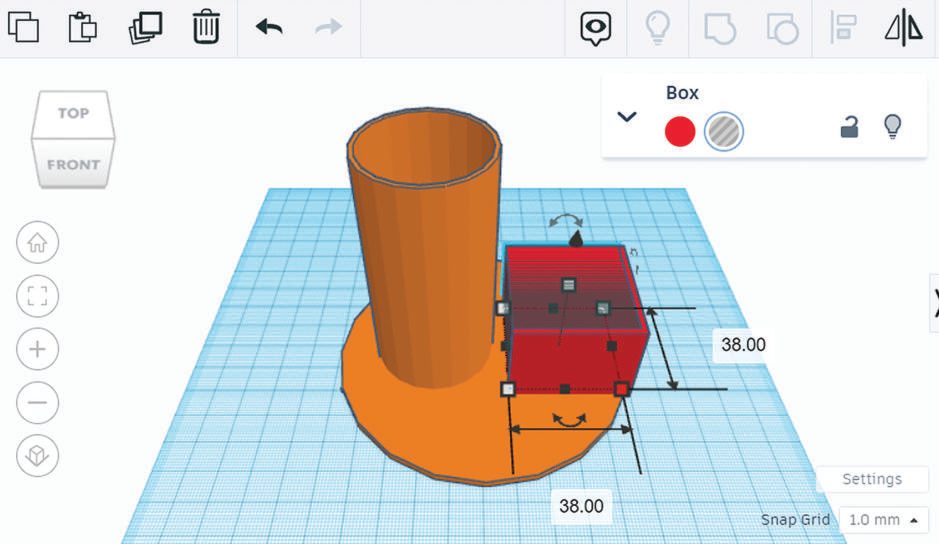 Box
TOP
FRONT
38.00
38.00
Settings
Snap Grid 1.0 mm